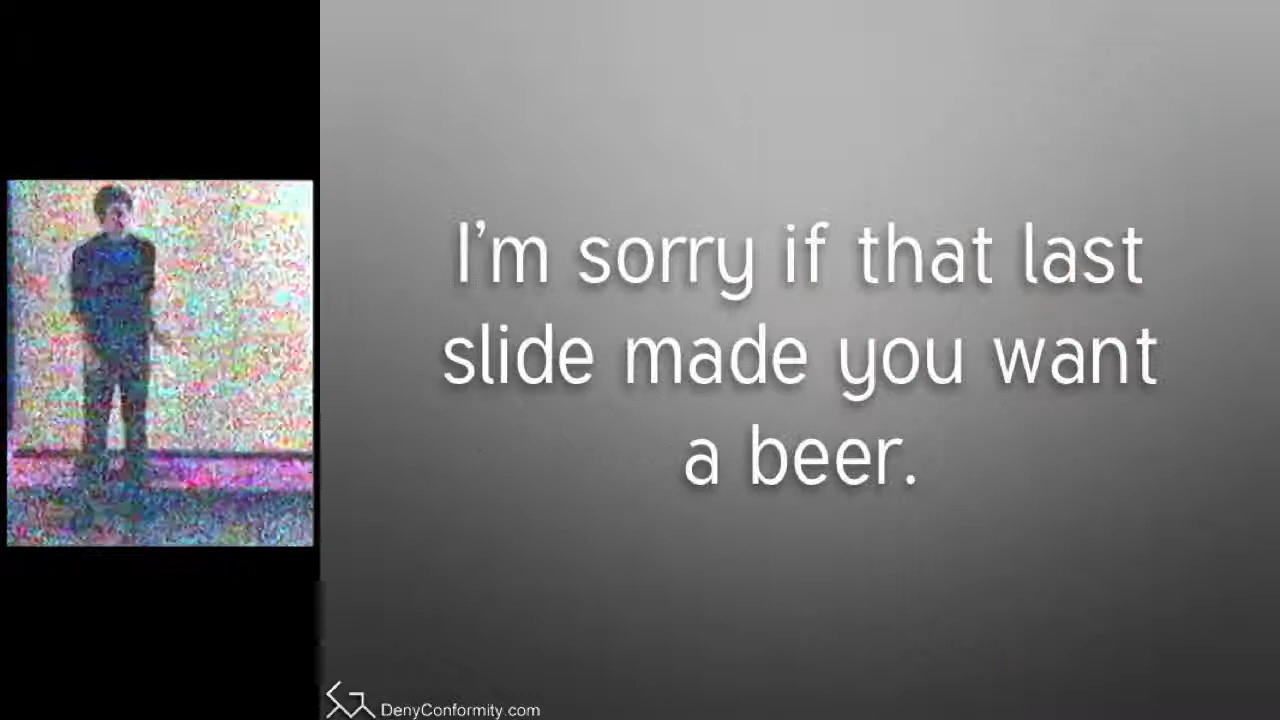 I'm sorry if that last
slide made you want
a beer.
DenyConformity.com